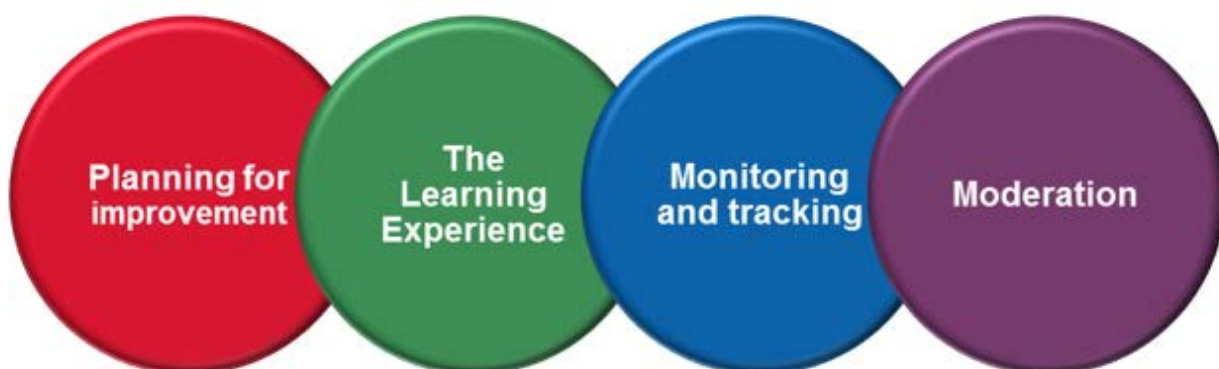 Planning for
improvement
The
Learning
Experience
Monitoring
and tracking
Moderation